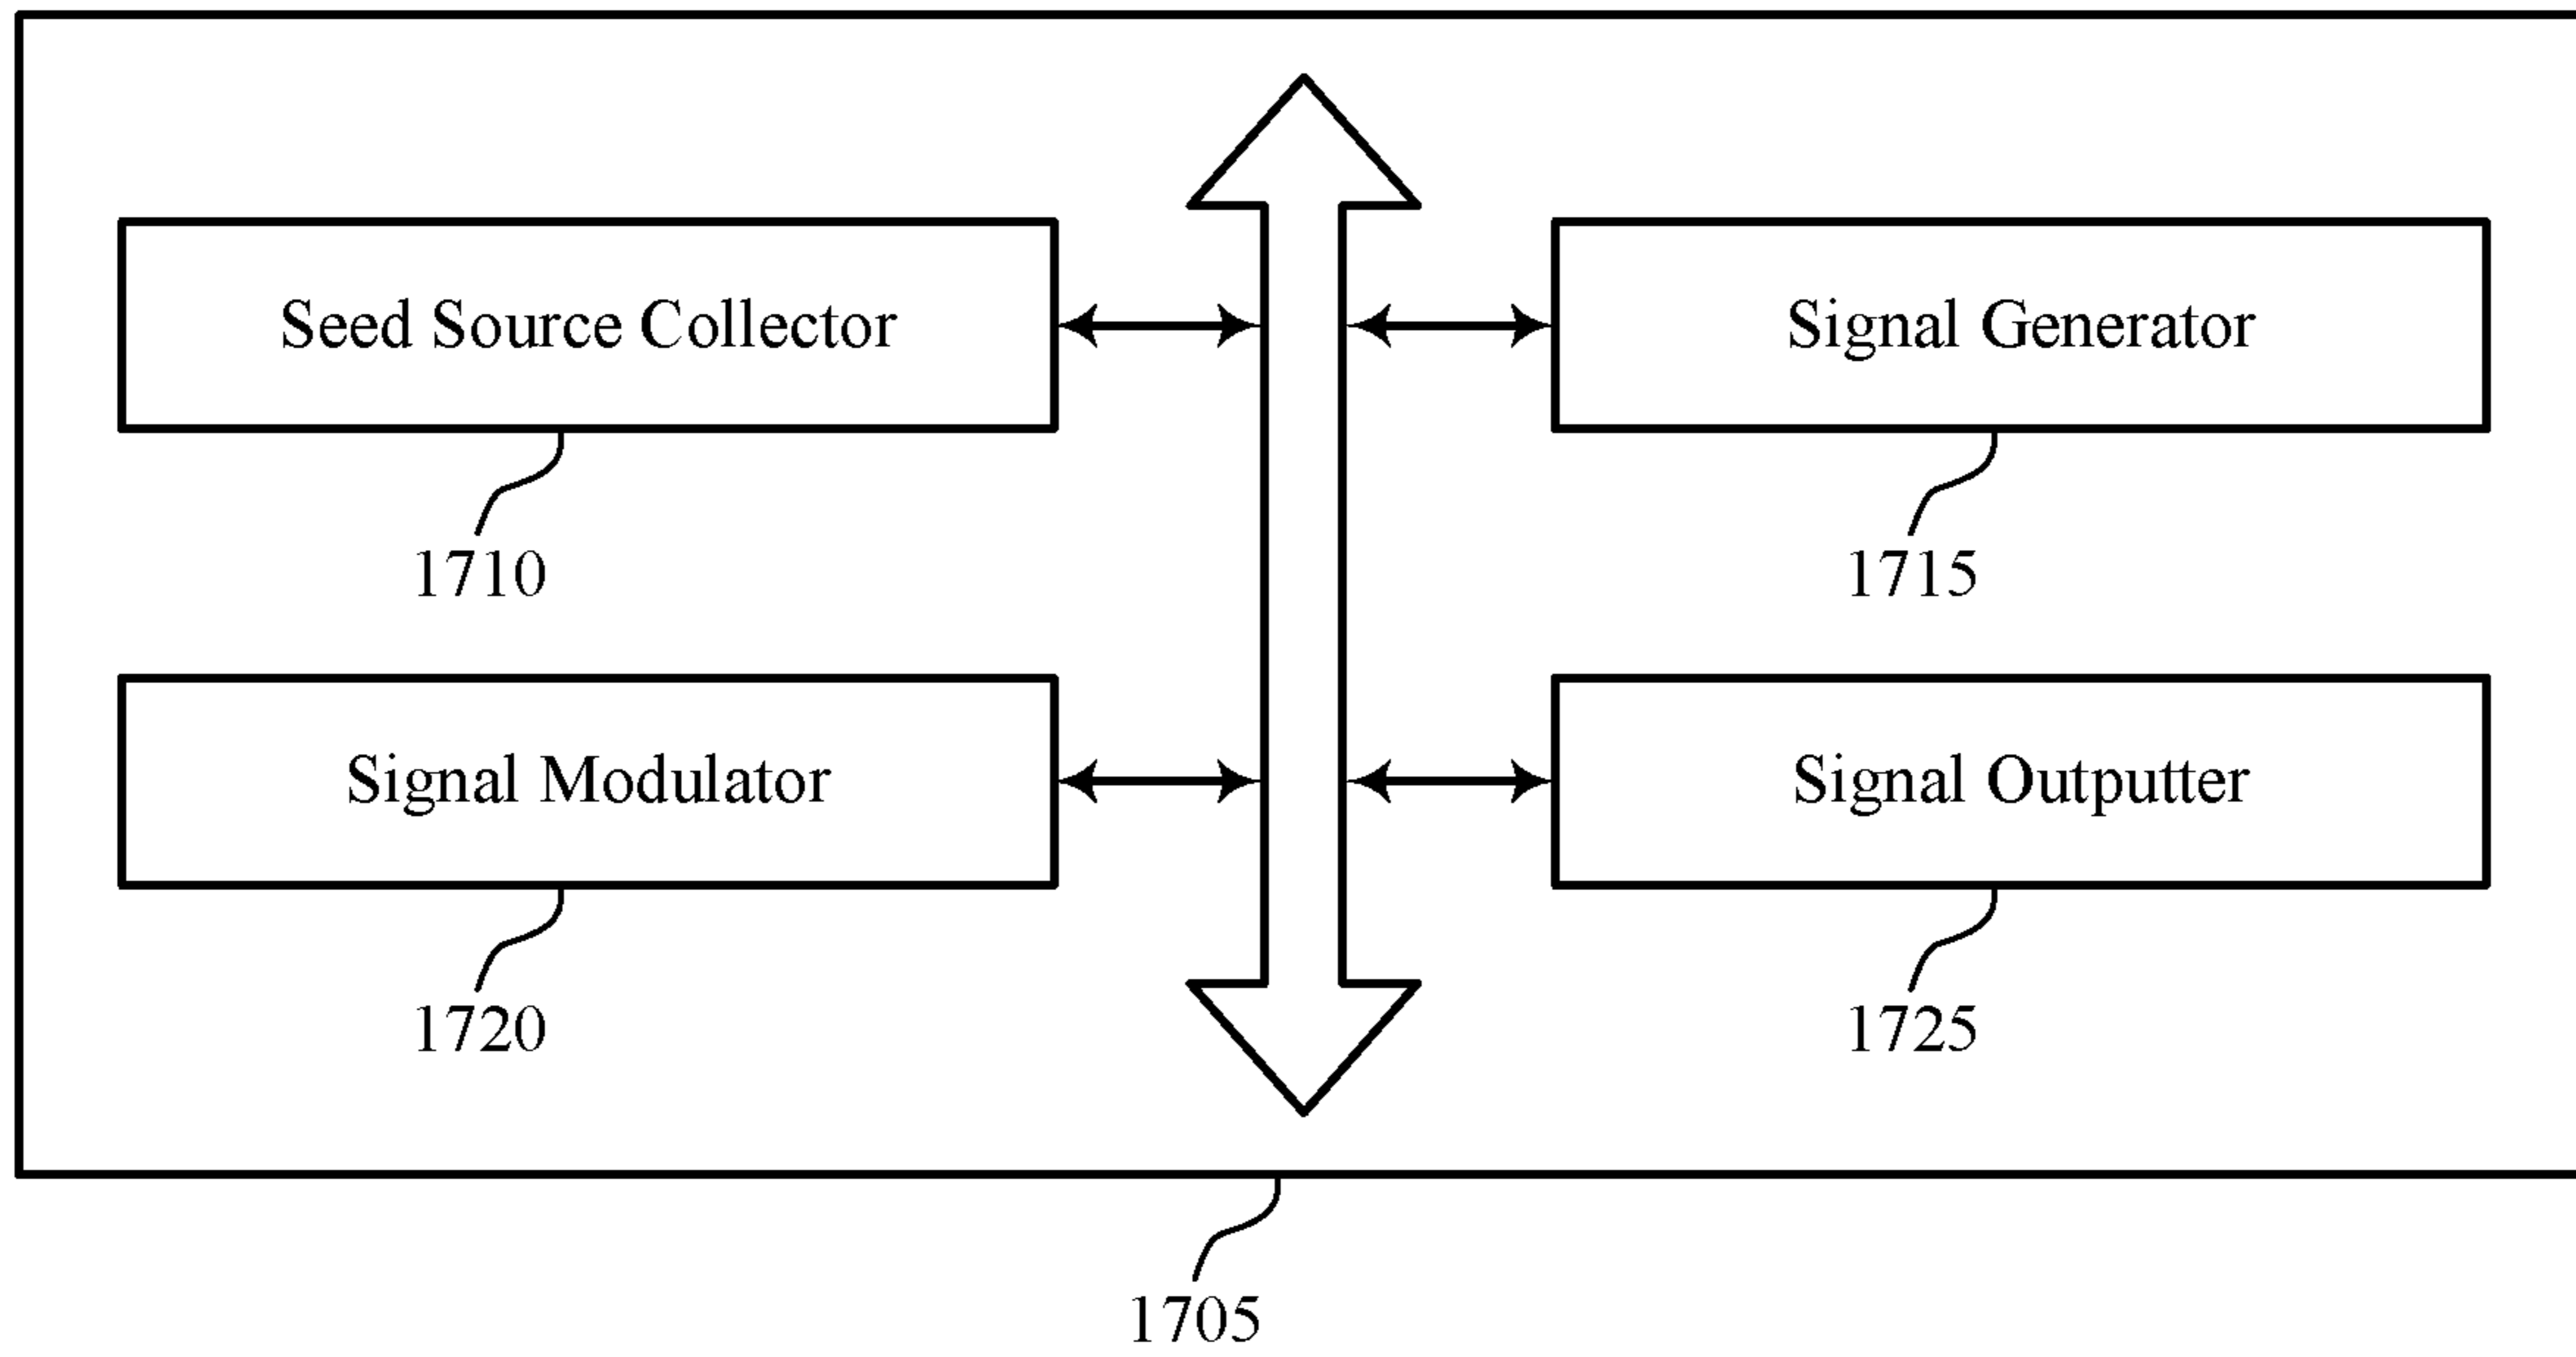 Seed Source Collector
Signal Generator
1710
1715
Signal Modulator
Signal Outputter
1720
1725
1705